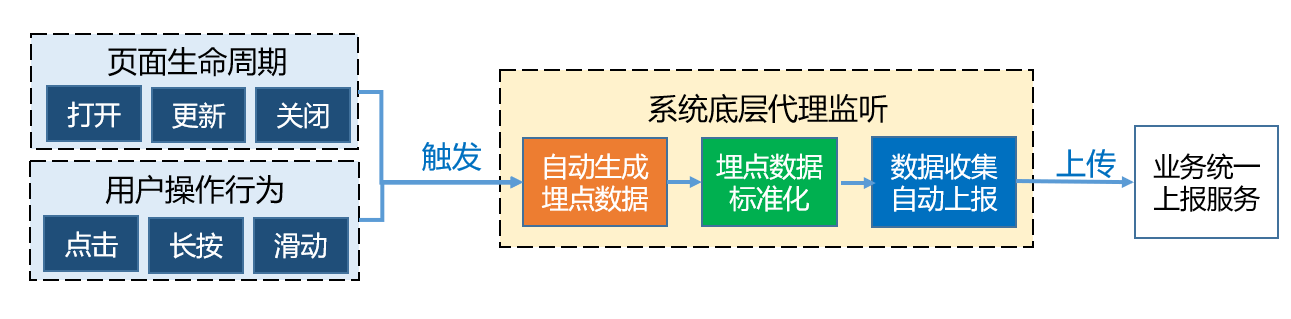 页面生命周期
打开
更新
关闭
用户操作行为
点击
长按
滑动
触发
系统底层代理监听
自动生成
埋点数据
埋点数据
标准化
数据收集
自动上报
上传
业务统一
上报服务